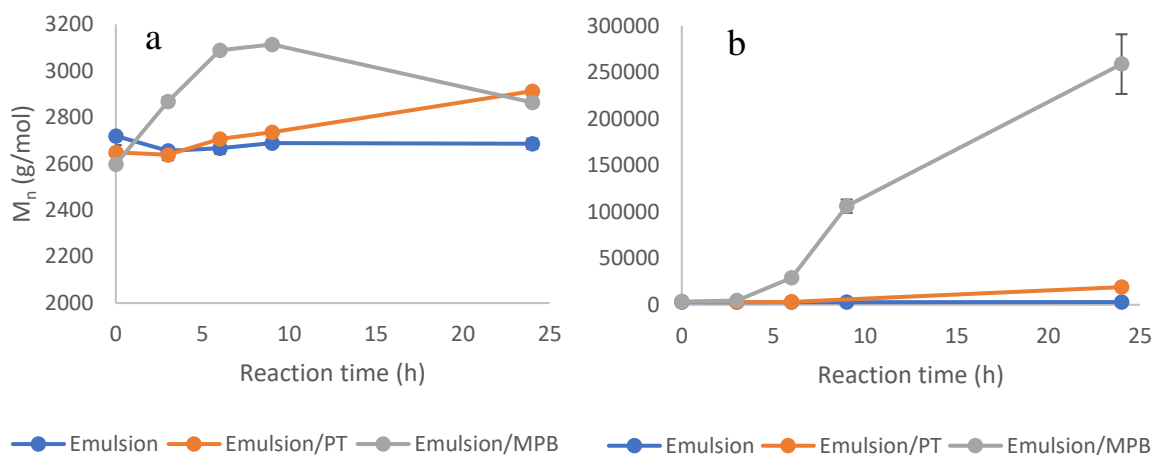 a
3200
3000
2800
2600
2400
2200
2000
M_n (g/mol)
0 5 10 15 20 25
Reaction time (h)
Emulsion Emulsion/PT Emulsion/MPB
b
300000
250000
200000
150000
100000
50000
0
0 5 10 15 20 25
Reaction time (h)
Emulsion Emulsion/PT Emulsion/MPB